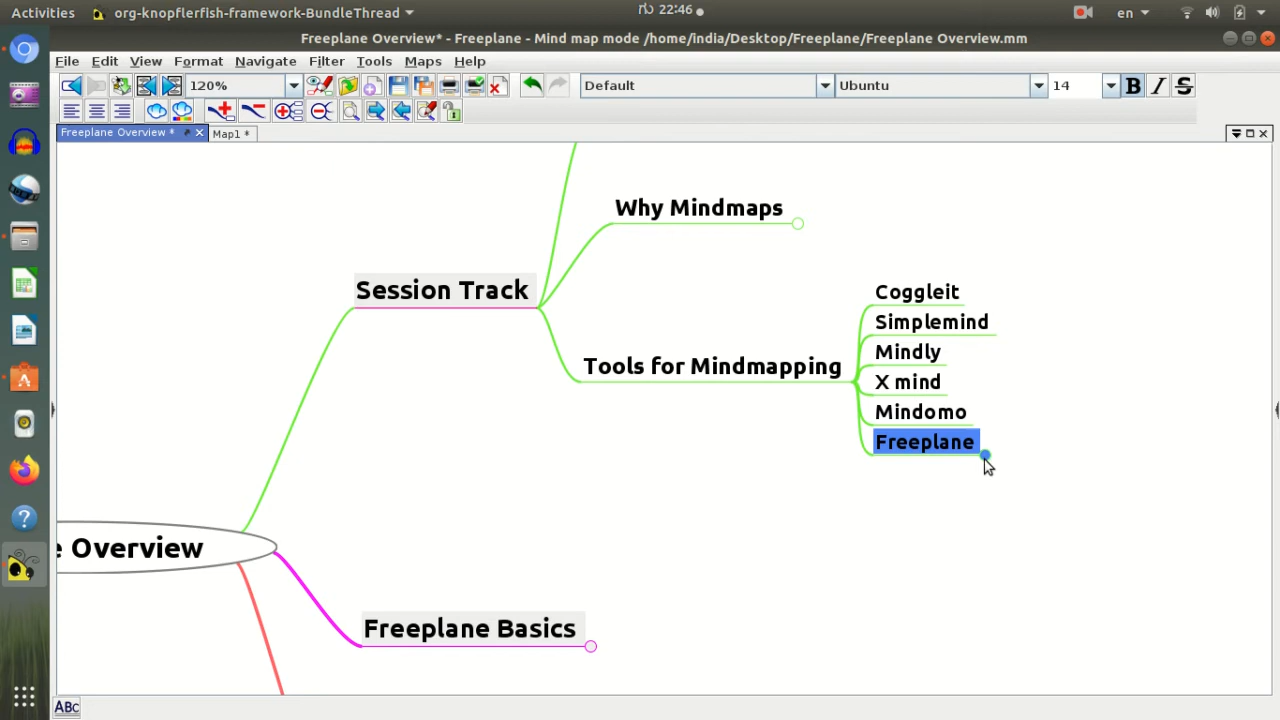 Activities org-knopflerfish-framework-BundleThread 22:46 en
Freeplane Overview* - Freeplane - Mind map mode /home/india/Desktop/Freeplane/Freeplane Overview.mm
File Edit View Format Navigate Filter Tools Maps Help
120% Default Ubuntu 14 B I S
Freeplane Overview * Map1 *
Why Mindmaps
Session Track
Coggleit
Simplemind
Mindly
Tools for Mindmapping
X mind
Mindomo
Freeplane
e Overview
Freeplane Basics
ABC